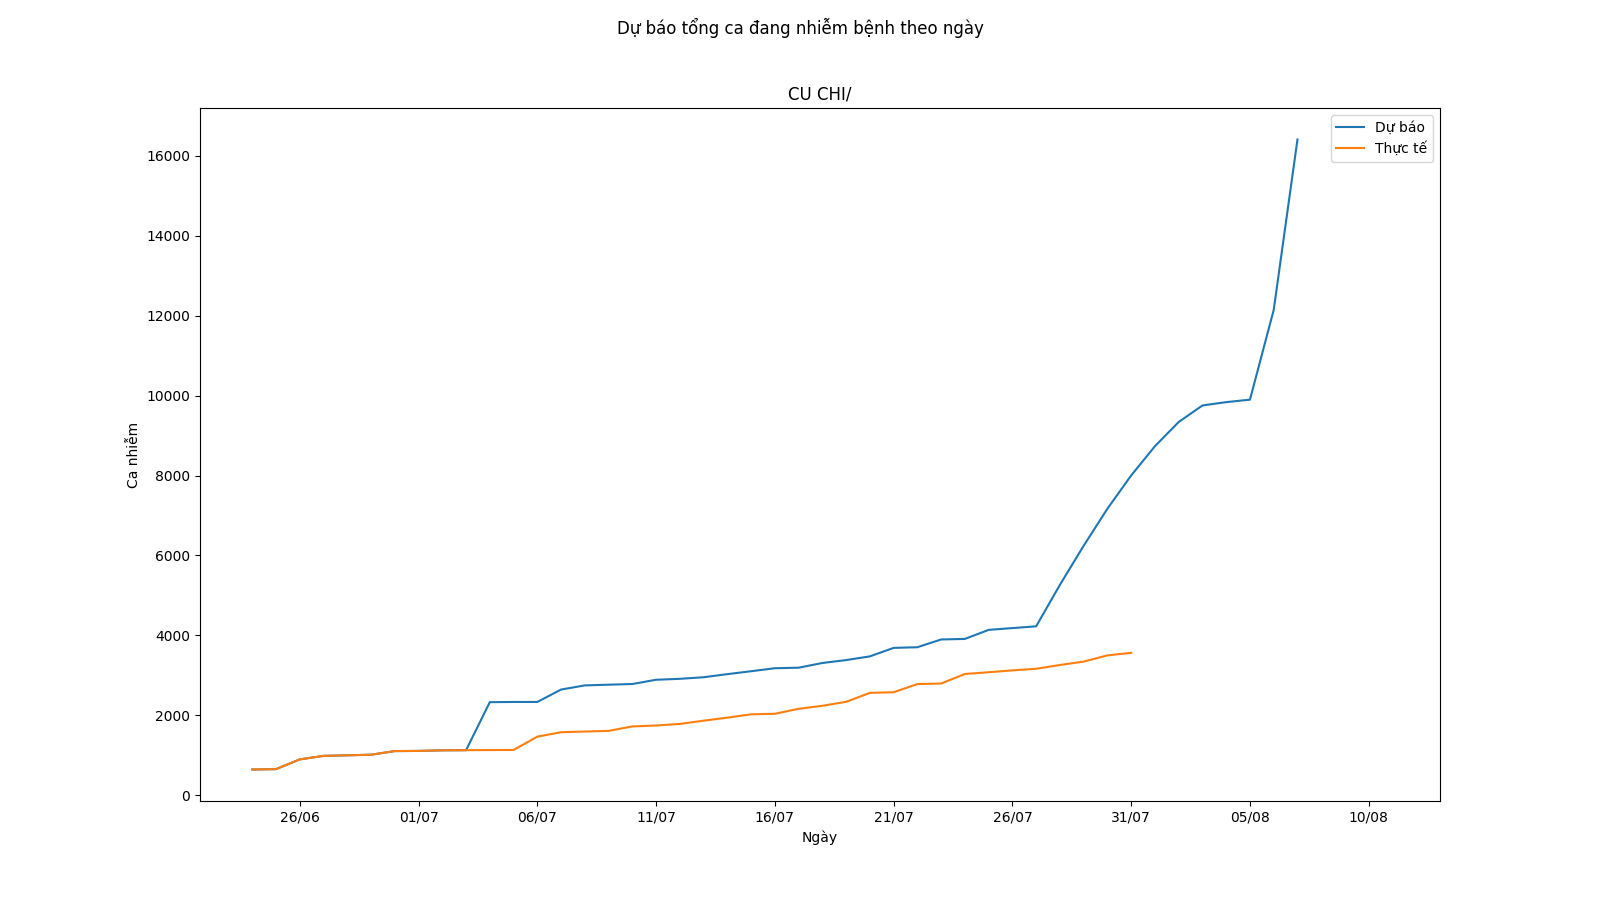 Dự báo tổng ca đang nhiễm bệnh theo ngày
CU CHI/
Dự báo
Thực tế
16000
14000
12000
10000
8000
6000
4000
2000
0
Ca nhiễm
26/06 01/07 06/07 11/07 16/07 21/07 26/07 31/07 05/08 10/08
Ngày